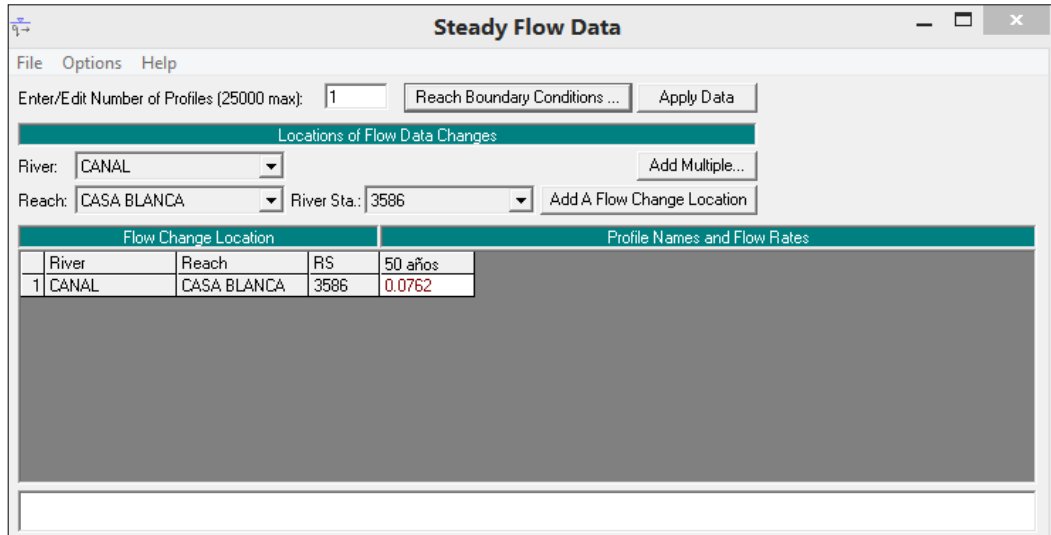 Steady Flow Data
File Options Help
Enter/Edit Number of Profiles (25000 max): 1 Reach Boundary Conditions ... Apply Data
Locations of Flow Data Changes
River: CANAL Add Multiple...
Reach: CASA BLANCA River Sta.: 3586 Add A Flow Change Location
Flow Change Location Profile Names and Flow Rates
River Reach RS 50 años
1 CANAL CASA BLANCA 3586 0.0762